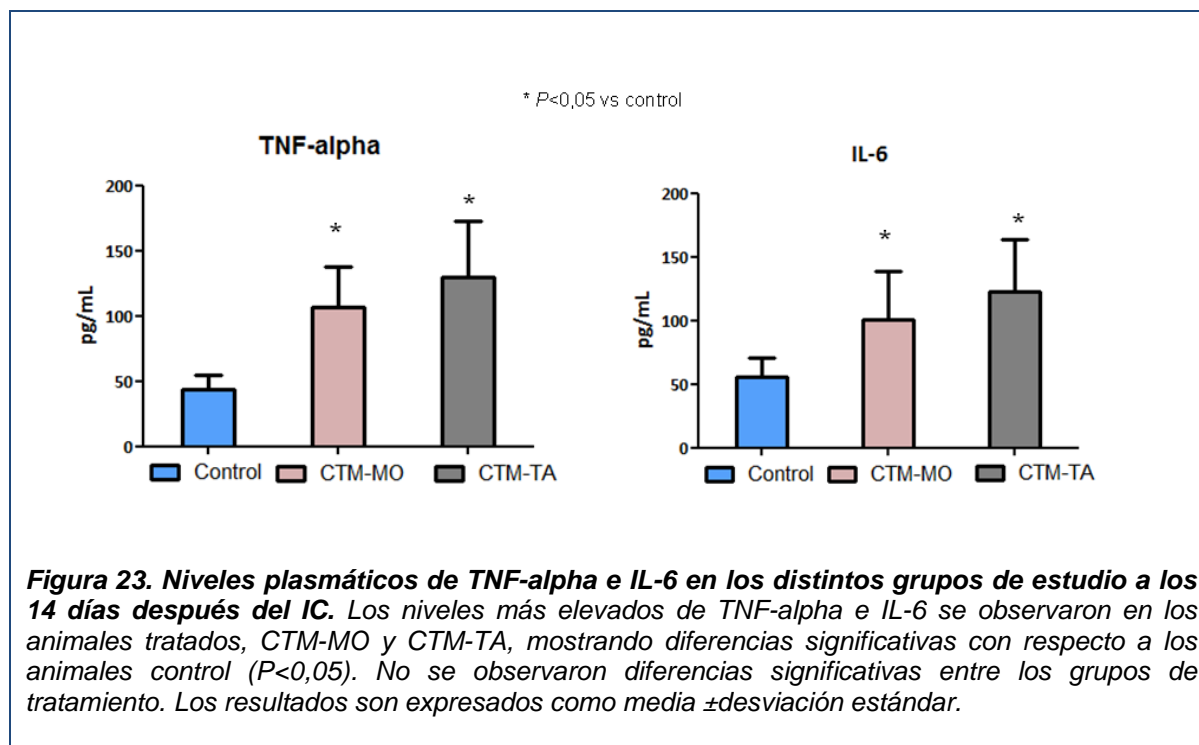 * P<0,05 vs control
TNF-alpha
pg/mL
200
150
100
50
0
*
*
Control CTM-MO CTM-TA
IL-6
pg/mL
200
150
100
50
0
*
*
Control CTM-MO CTM-TA
Figura 23. Niveles plasmáticos de TNF-alpha e IL-6 en los distintos grupos de estudio a los
14 días después del IC. Los niveles más elevados de TNF-alpha e IL-6 se observaron en los
animales tratados, CTM-MO y CTM-TA, mostrando diferencias significativas con respecto a los
animales control (P<0,05). No se observaron diferencias significativas entre los grupos de
tratamiento. Los resultados son expresados como media ±desviación estándar.